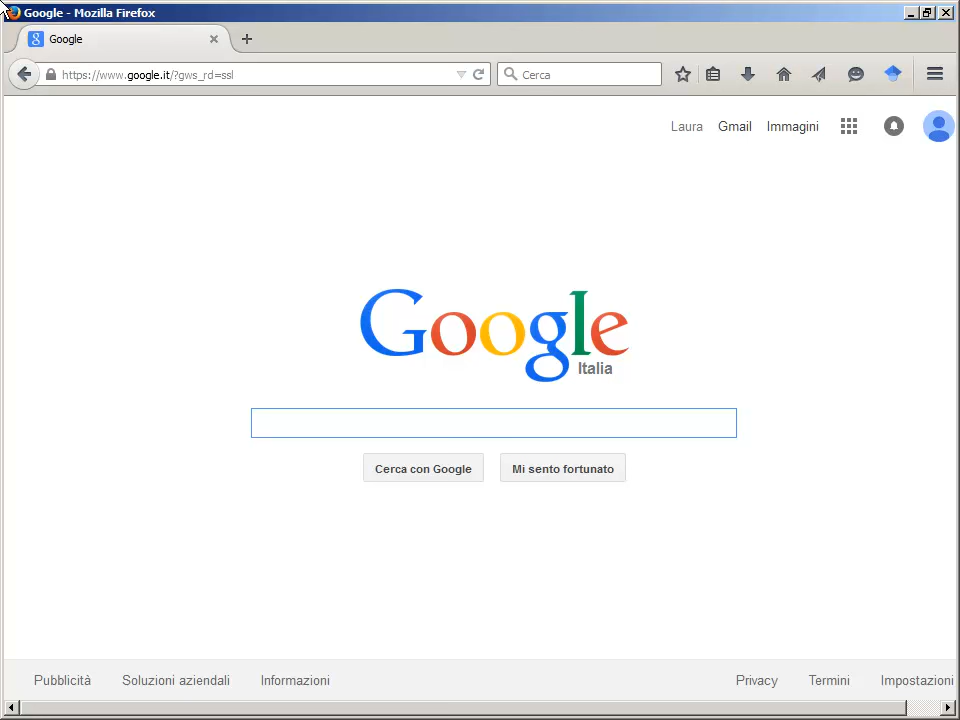 Google - Mozilla Firefox
Google
https://www.google.it/?gws_rd=ssl
Cerca
Laura Gmail Immagini
Google
Italia
Cerca con Google Mi sento fortunato
Pubblicità Soluzioni aziendali Informazioni Privacy Termini Impostazioni